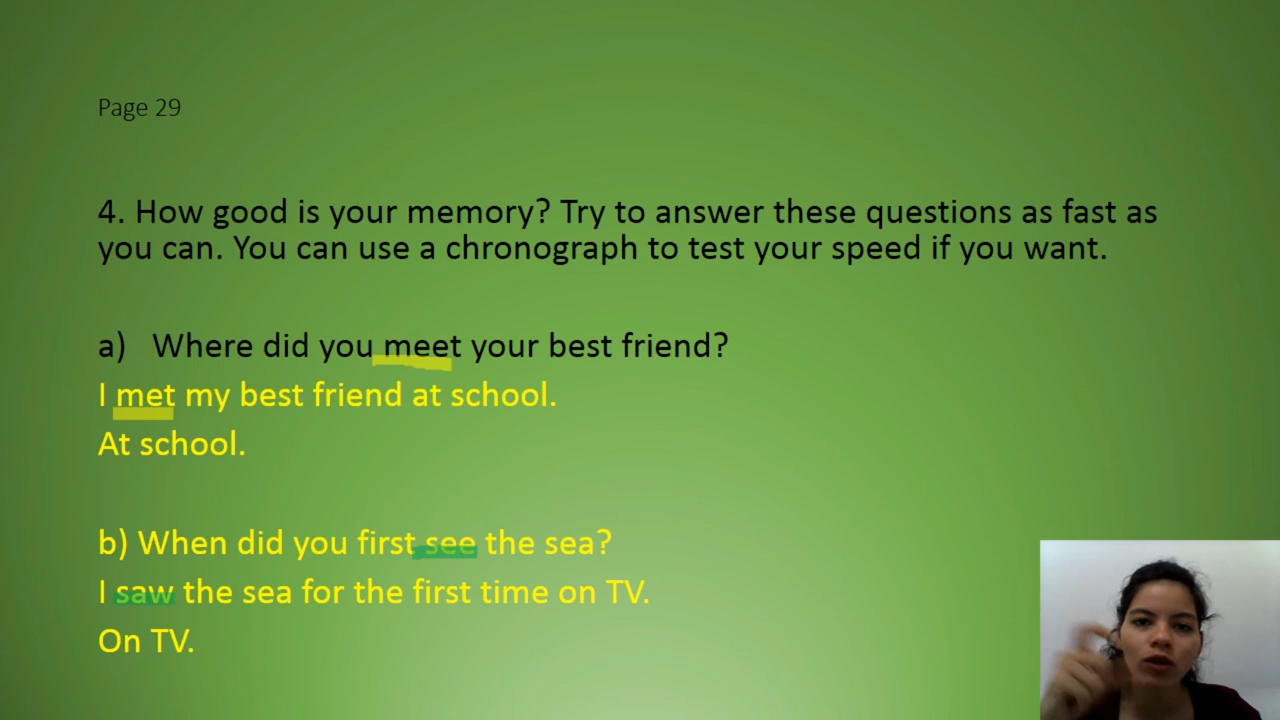 Page 29
4. How good is your memory? Try to answer these questions as fast as
you can. You can use a chronograph to test your speed if you want.
a) Where did you meet your best friend?
I met my best friend at school.
At school.
b) When did you first see the sea?
I saw the sea for the first time on TV.
On TV.